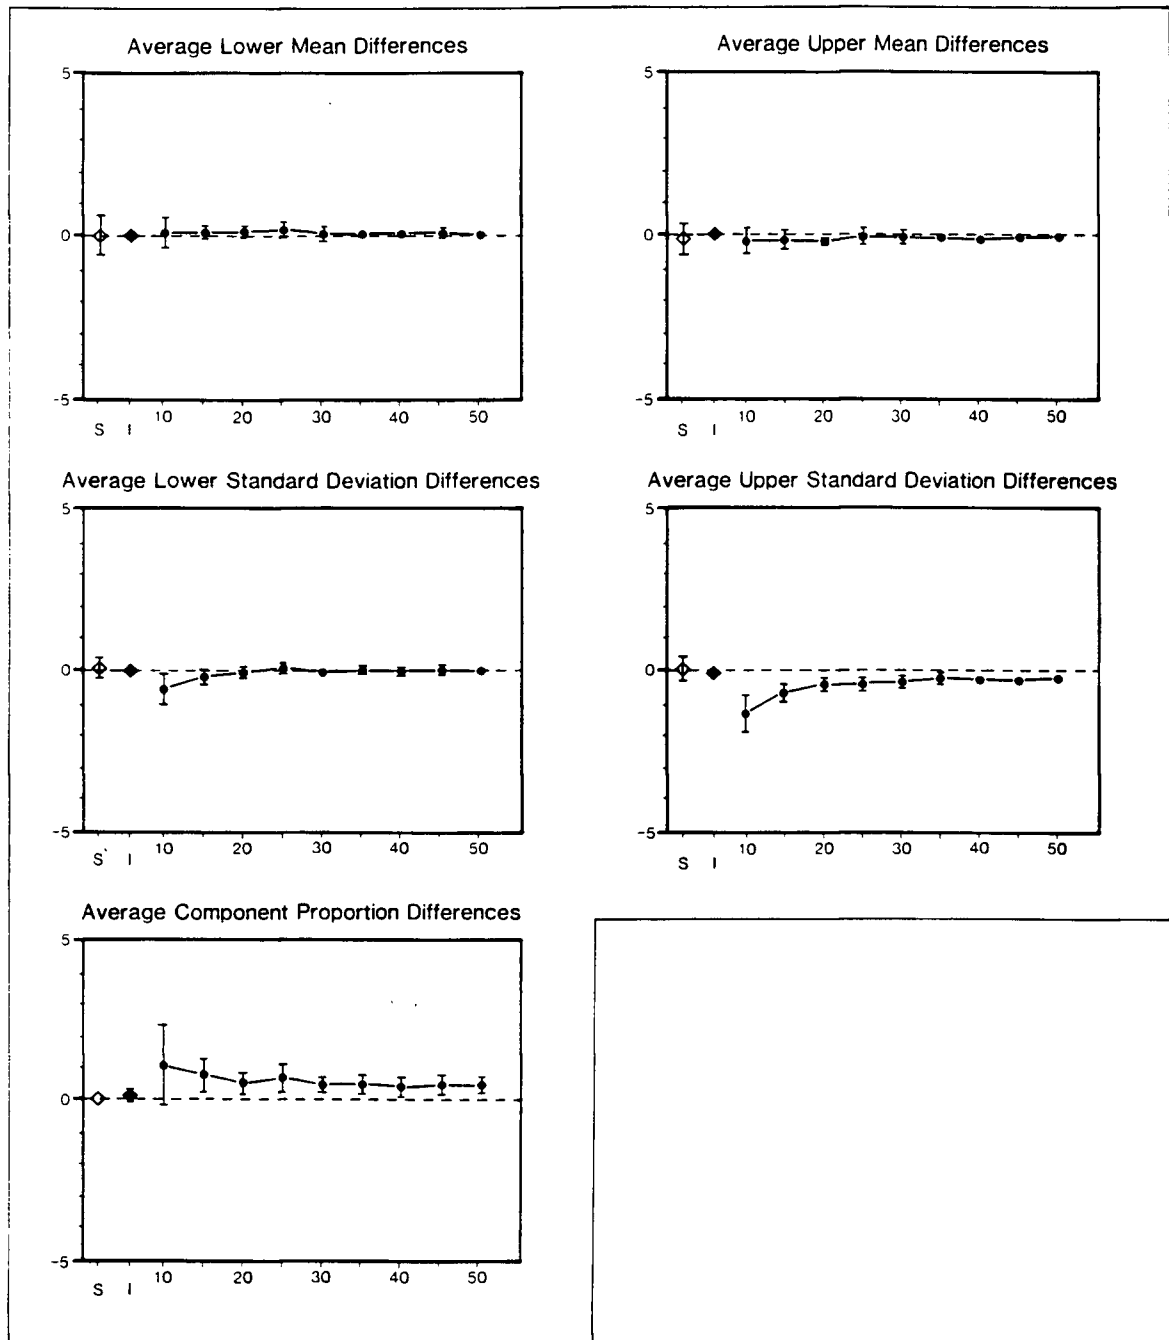 Average Lower Mean Differences
5
0
-5
S I 10 20 30 40 50
Average Upper Mean Differences
5
0
-5
S I 10 20 30 40 50
Average Lower Standard Deviation Differences
5
0
-5
S I 10 20 30 40 50
Average Upper Standard Deviation Differences
5
0
-5
S I 10 20 30 40 50
Average Component Proportion Differences
5
0
-5
S I 10 20 30 40 50